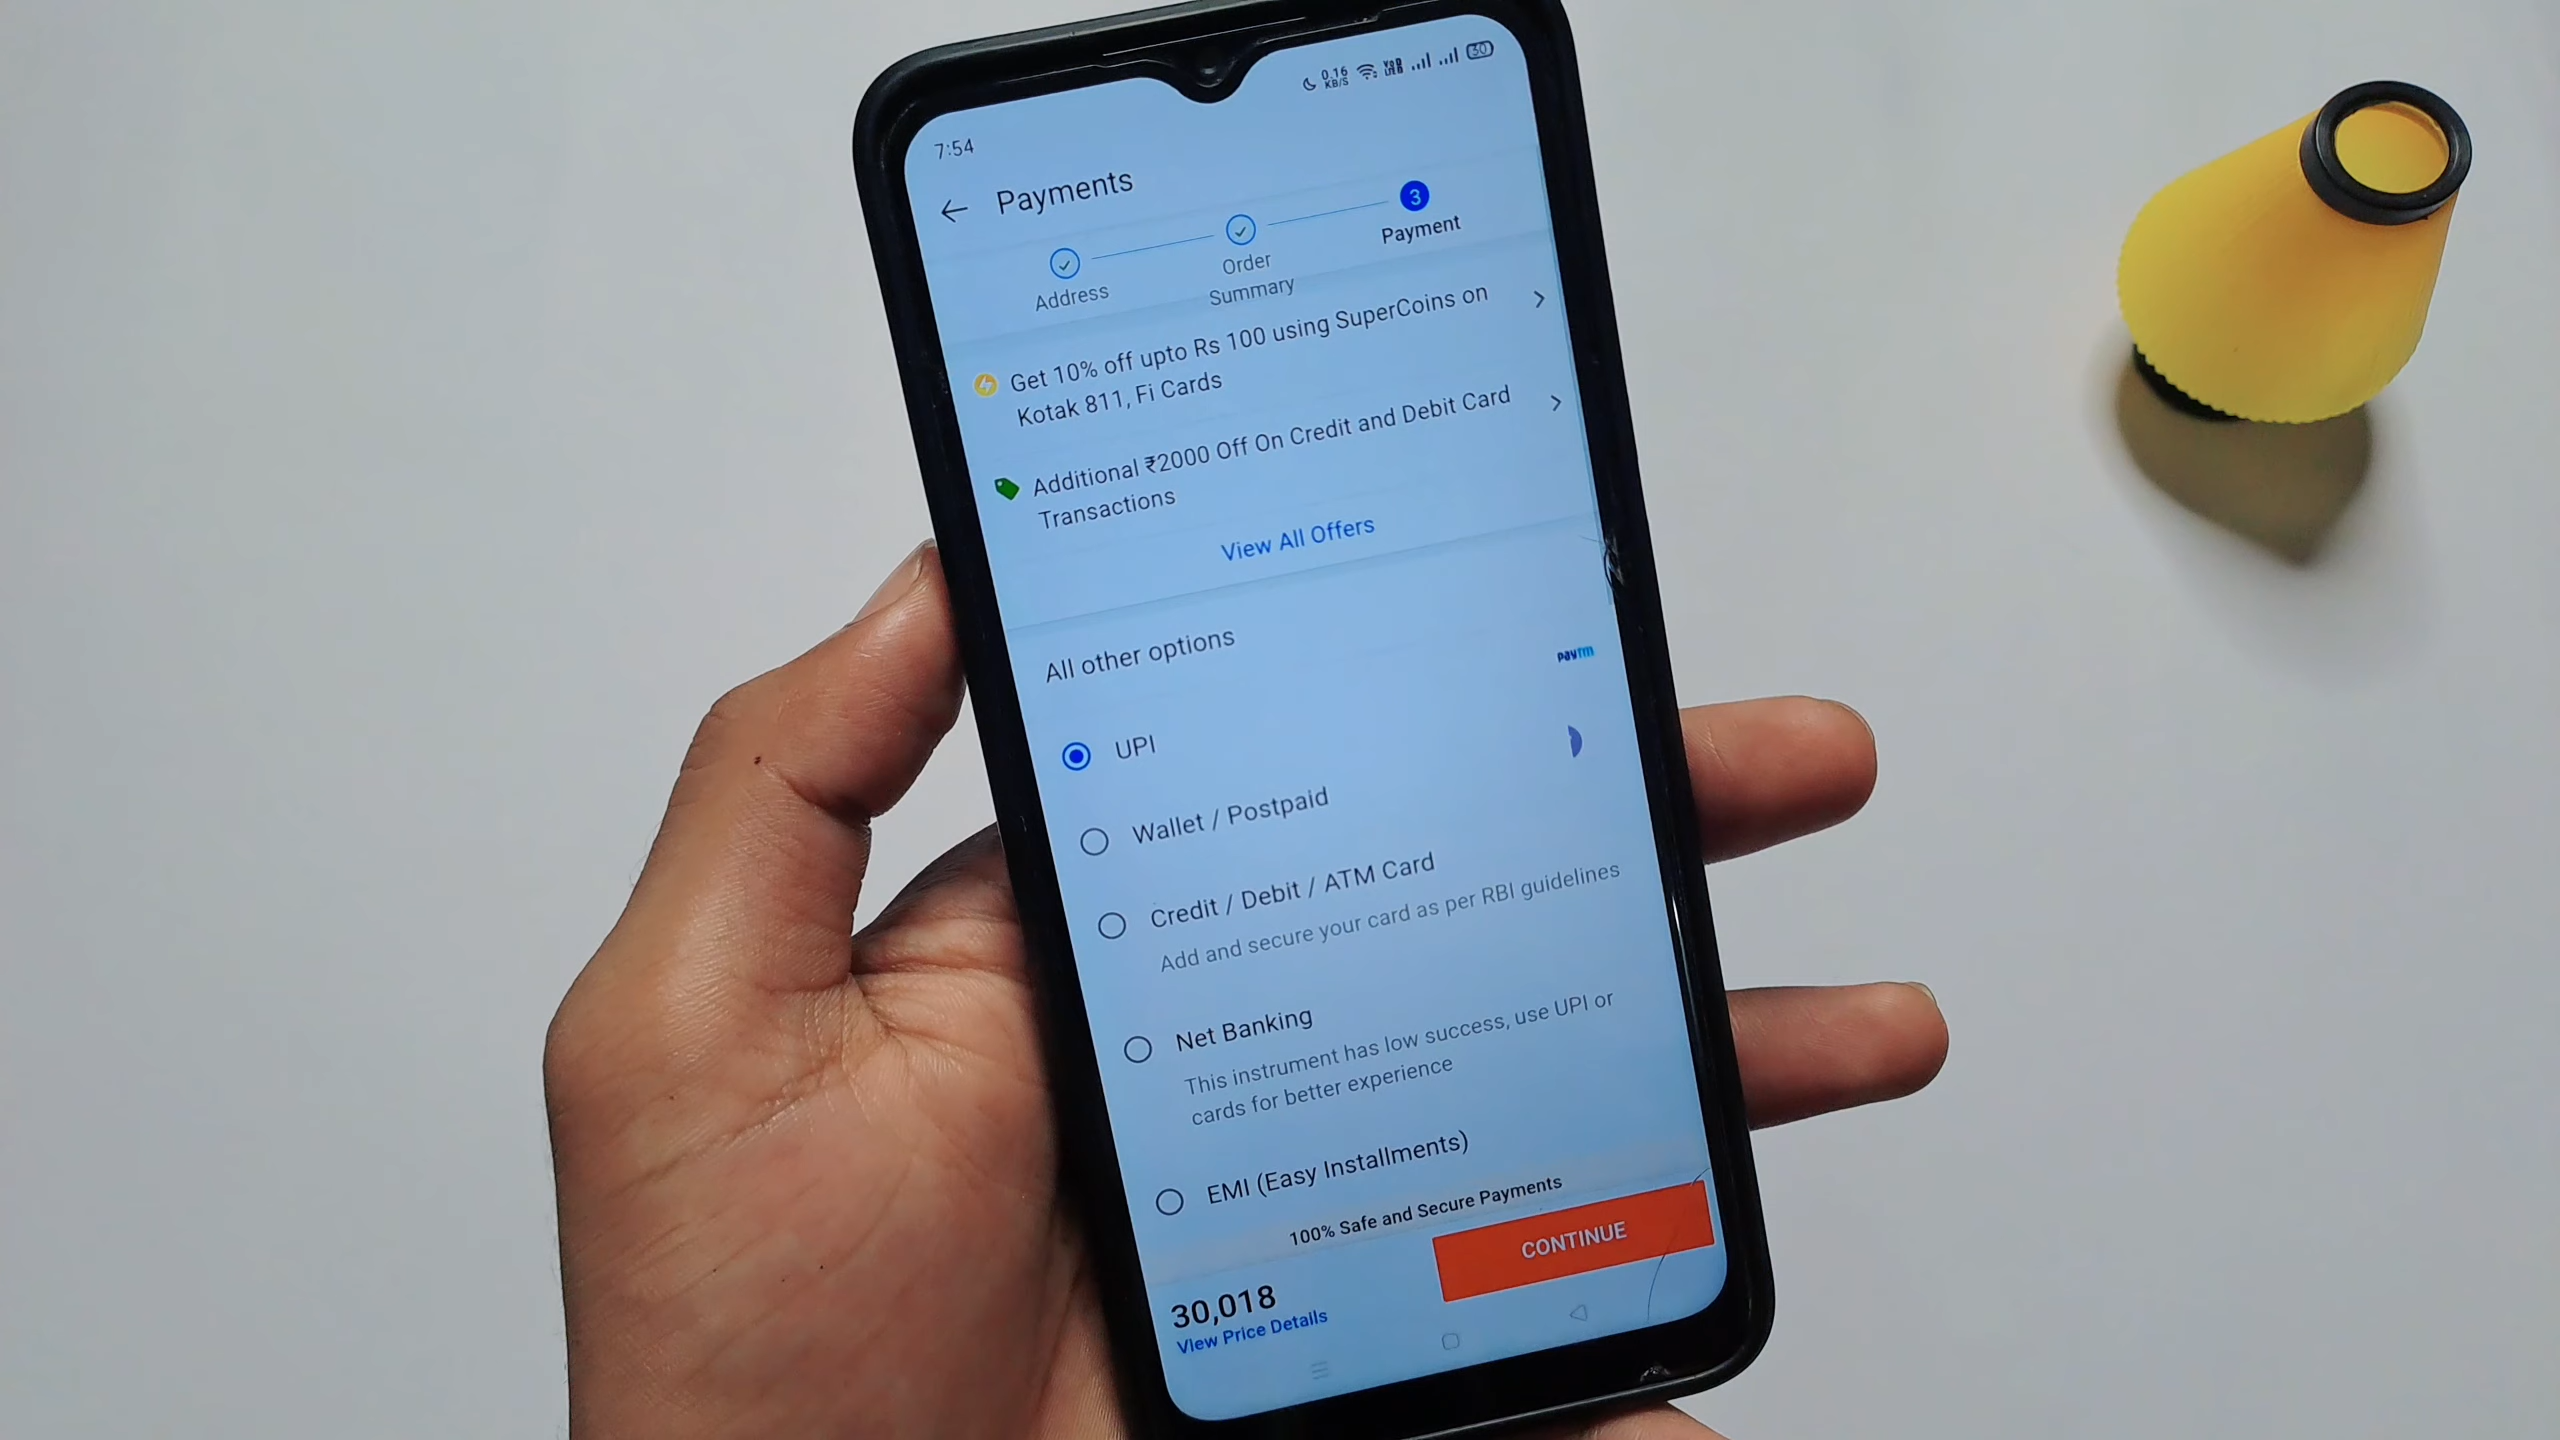 7:54
0.16
KB/S
30
Payments
3
Address
Order
Summary
Payment
Get 10% off upto Rs 100 using SuperCoins on
Kotak 811, Fi Cards
Additional ₹2000 Off On Credit and Debit Card
Transactions
View All Offers
All other options
paytm
UPI
Wallet / Postpaid
Credit / Debit / ATM Card
Add and secure your card as per RBI guidelines
Net Banking
This instrument has low success, use UPI or
cards for better experience
EMI (Easy Installments)
100% Safe and Secure Payments
30,018
View Price Details
CONTINUE